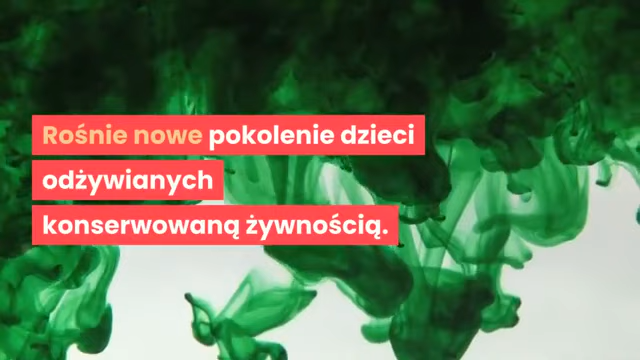 Rośnie nowe pokolenie dzieci
odżywianych
konserwowaną żywnością.